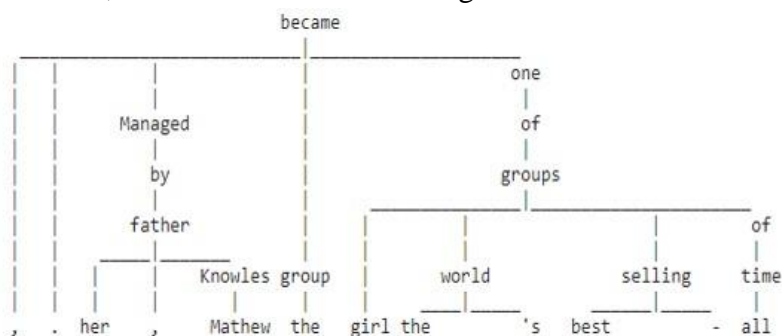 became
one
Managed of
by groups
father of
Knowles group world selling time
, . her , Mathew the girl the 's best - all